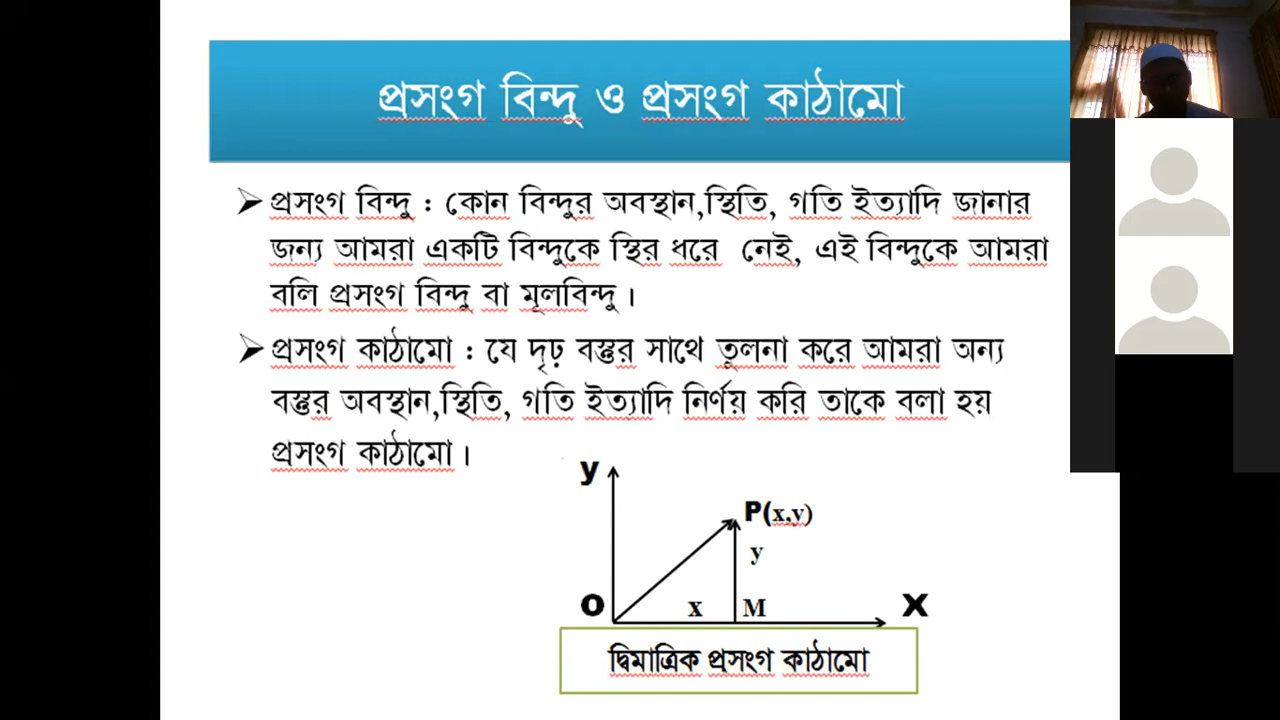 প্রসংগ বিন্দু ও প্রসংগ কাঠামো
প্রসংগ বিন্দু : কোন বিন্দুর অবস্থান,স্থিতি, গতি ইত্যাদি জানার
জন্য আমরা একটি বিন্দুকে স্থির ধরে নেই, এই বিন্দুকে আমরা
বলি প্রসংগ বিন্দু বা মূলবিন্দু।
প্রসংগ কাঠামো : যে দৃঢ় বস্তুর সাথে তুলনা করে আমরা অন্য
বস্তুর অবস্থান,স্থিতি, গতি ইত্যাদি নির্ণয় করি তাকে বলা হয়
প্রসংগ কাঠামো।
y
P(x,y)
y
O x M X
দ্বিমাত্রিক প্রসংগ কাঠামো